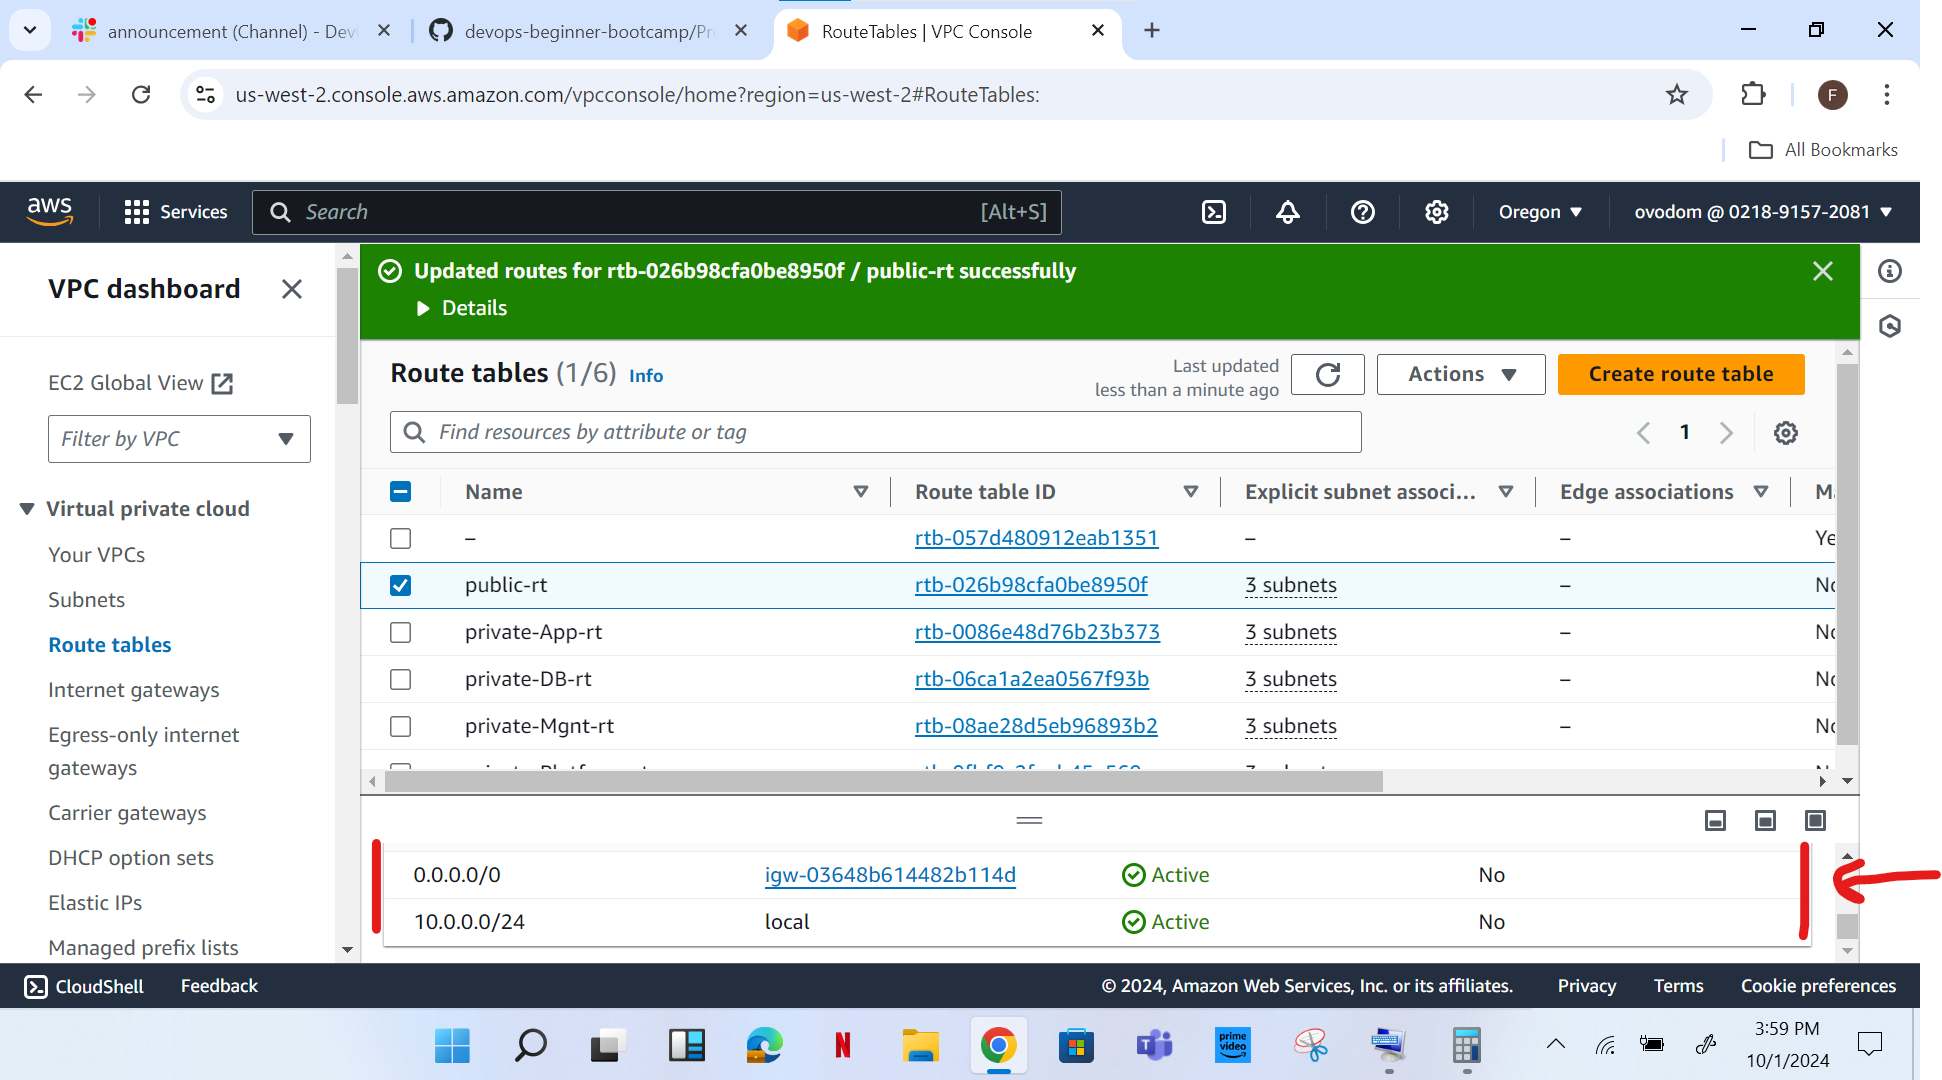 announcement (Channel) - Dev
devops-beginner-bootcamp/Pr
RouteTables | VPC Console
us-west-2.console.aws.amazon.com/vpcconsole/home?region=us-west-2#RouteTables:
F
All Bookmarks
aws
Services
Search
[Alt+S]
Oregon
ovodom @ 0218-9157-2081
VPC dashboard
EC2 Global View
Filter by VPC
Virtual private cloud
Your VPCs
Subnets
Route tables
Internet gateways
Egress-only internet
gateways
Carrier gateways
DHCP option sets
Elastic IPs
Managed prefix lists
Updated routes for rtb-026b98cfa0be8950f / public-rt successfully
Details
Route tables (1/6) Info
Last updated
less than a minute ago
Actions
Create route table
Find resources by attribute or tag
1
Name Route table ID Explicit subnet associ... Edge associations
– rtb-057d480912eab1351 – – Ye
public-rt rtb-026b98cfa0be8950f 3 subnets – No
private-App-rt rtb-0086e48d76b23b373 3 subnets – No
private-DB-rt rtb-06ca1a2ea0567f93b 3 subnets – No
private-Mgnt-rt rtb-08ae28d5eb96893b2 3 subnets – No
0.0.0.0/0 igw-03648b614482b114d Active No
10.0.0.0/24 local Active No
CloudShell
Feedback
© 2024, Amazon Web Services, Inc. or its affiliates.
Privacy
Terms
Cookie preferences
N
prime
video
3:59 PM
10/1/2024